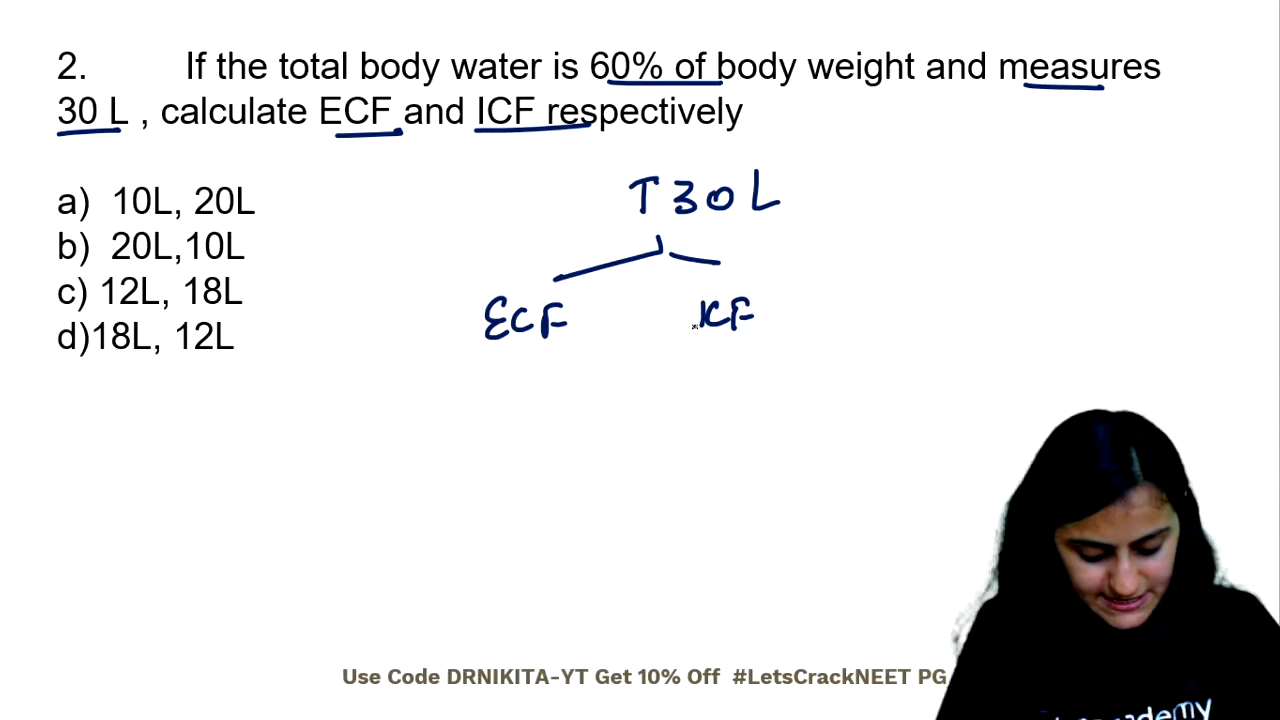 2. If the total body water is 60% of body weight and measures
30 L , calculate ECF and ICF respectively
a) 10L, 20L
b) 20L,10L
c) 12L, 18L
d)18L, 12L
T 30 L
ECF ICF
Use Code DRNIKITA-YT Get 10% Off #LetsCrackNEET PG